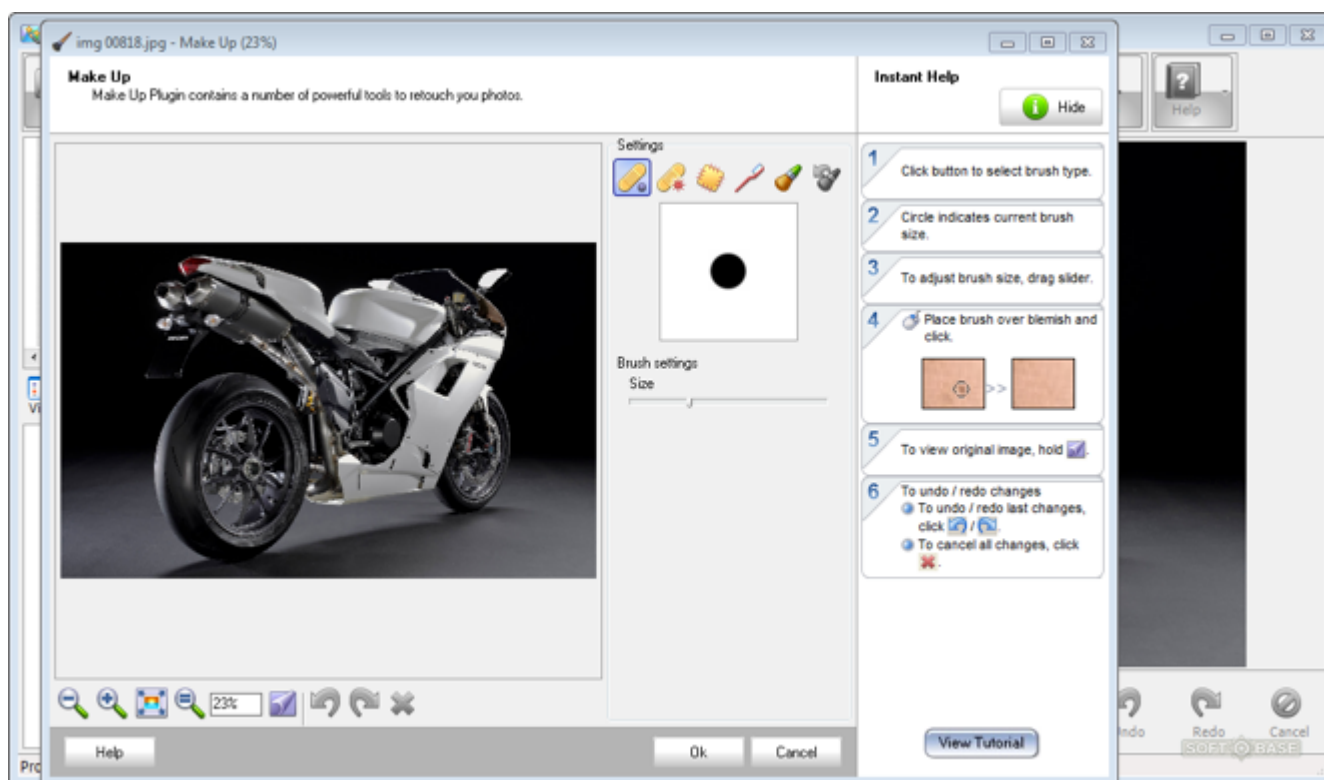 img 00818.jpg - Make Up (23%)
Make Up
Make Up Plugin contains a number of powerful tools to retouch you photos.
Instant Help
Hide
Help
Settings
1
Click button to select brush type.
2
Circle indicates current brush
size.
3
To adjust brush size, drag slider.
4
Place brush over blemish and
click.
>>
Brush settings
Size
5
To view original image, hold .
6
To undo / redo changes
To undo / redo last changes,
click / .
To cancel all changes, click
.
23%
Help
Ok
Cancel
View Tutorial
Redo
Cancel
SOFT BASE